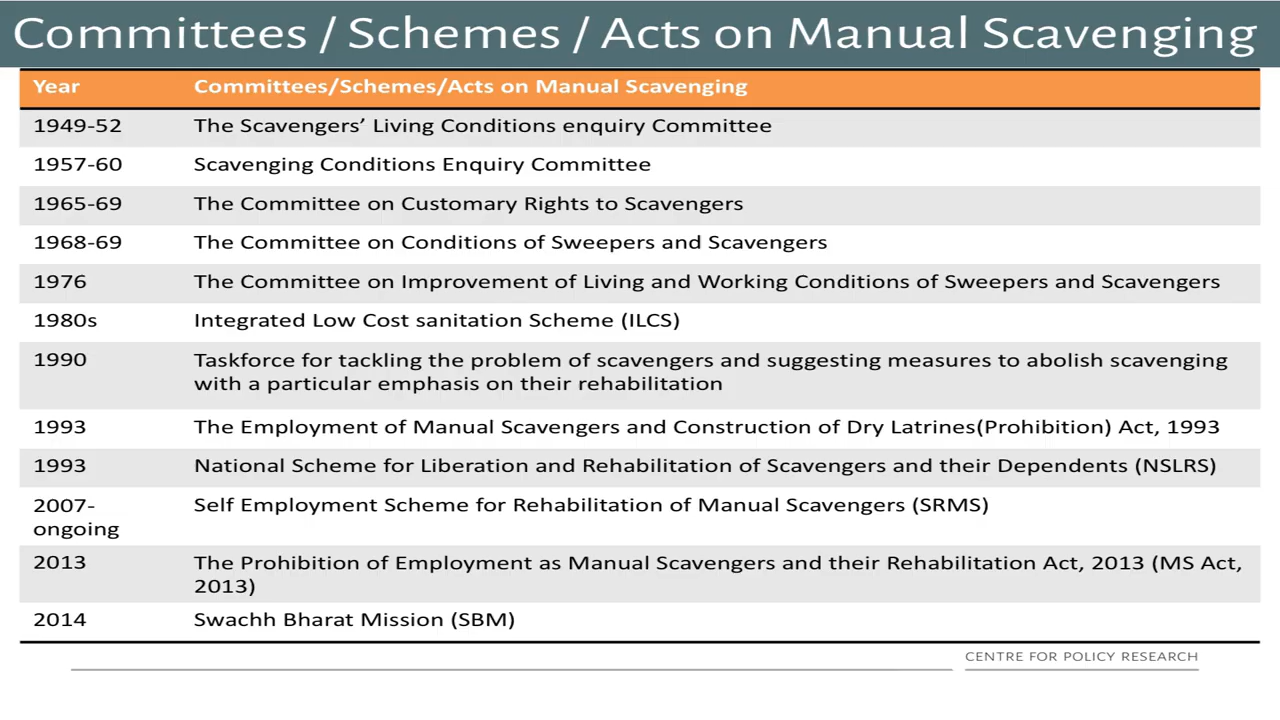 Committees / Schemes / Acts on Manual Scavenging
Year Committees/Schemes/Acts on Manual Scavenging
1949-52 The Scavengers’ Living Conditions enquiry Committee
1957-60 Scavenging Conditions Enquiry Committee
1965-69 The Committee on Customary Rights to Scavengers
1968-69 The Committee on Conditions of Sweepers and Scavengers
1976 The Committee on Improvement of Living and Working Conditions of Sweepers and Scavengers
1980s Integrated Low Cost sanitation Scheme (ILCS)
1990 Taskforce for tackling the problem of scavengers and suggesting measures to abolish scavenging
with a particular emphasis on their rehabilitation
1993 The Employment of Manual Scavengers and Construction of Dry Latrines(Prohibition) Act, 1993
1993 National Scheme for Liberation and Rehabilitation of Scavengers and their Dependents (NSLRS)
2007- Self Employment Scheme for Rehabilitation of Manual Scavengers (SRMS)
ongoing
2013 The Prohibition of Employment as Manual Scavengers and their Rehabilitation Act, 2013 (MS Act,
2013)
2014 Swachh Bharat Mission (SBM)
CENTRE FOR POLICY RESEARCH